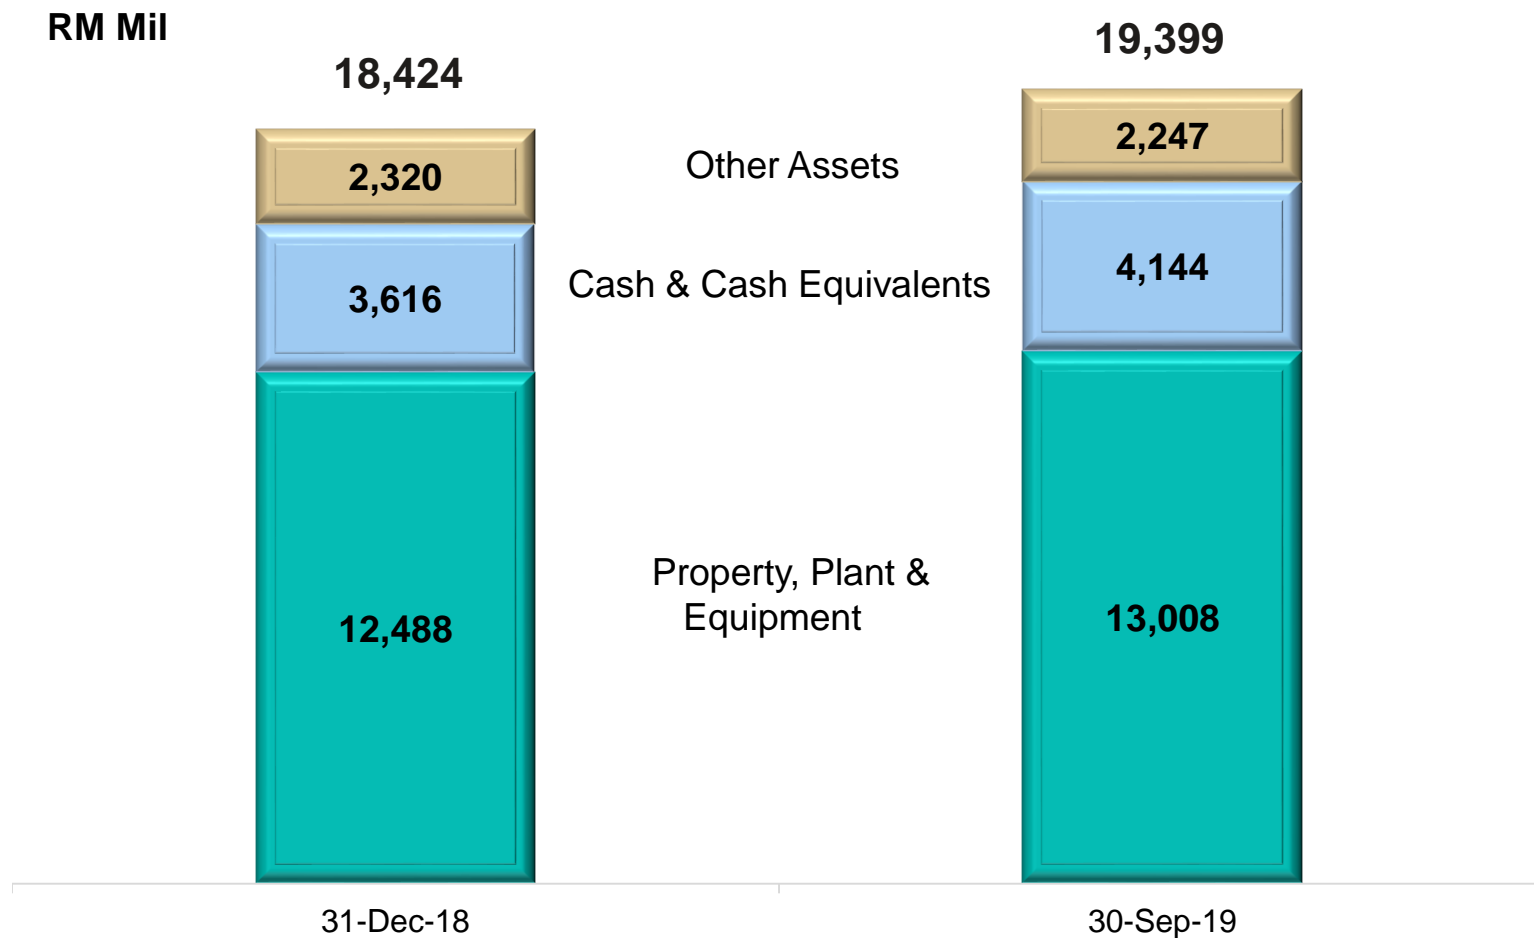 RM Mil
18,424
19,399
2,320
Other Assets
2,247
3,616
Cash & Cash Equivalents
4,144
12,488
Property, Plant &
Equipment
13,008
31-Dec-18
30-Sep-19